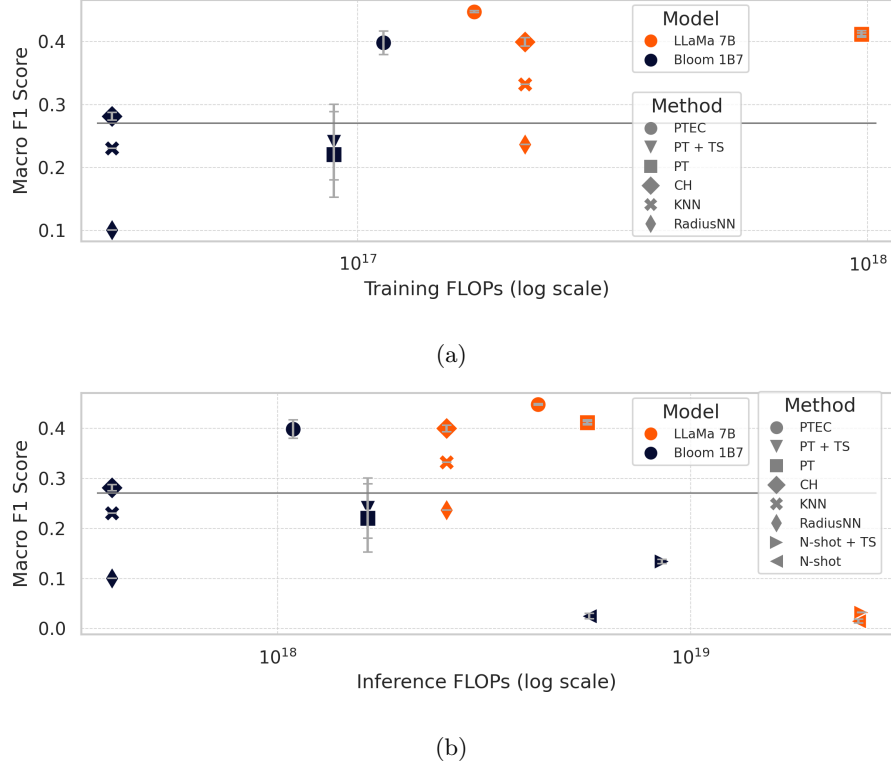 Macro F1 Score
0.4
0.3
0.2
0.1
Model
LLaMa 7B
Bloom 1B7
Method
PTEC
PT + TS
PT
CH
KNN
RadiusNN
10^17
10^18
Training FLOPs (log scale)
(a)
Macro F1 Score
0.4
0.3
0.2
0.1
0.0
Model
LLaMa 7B
Bloom 1B7
Method
PTEC
PT + TS
PT
CH
KNN
RadiusNN
N-shot + TS
N-shot
10^18
10^19
Inference FLOPs (log scale)
(b)